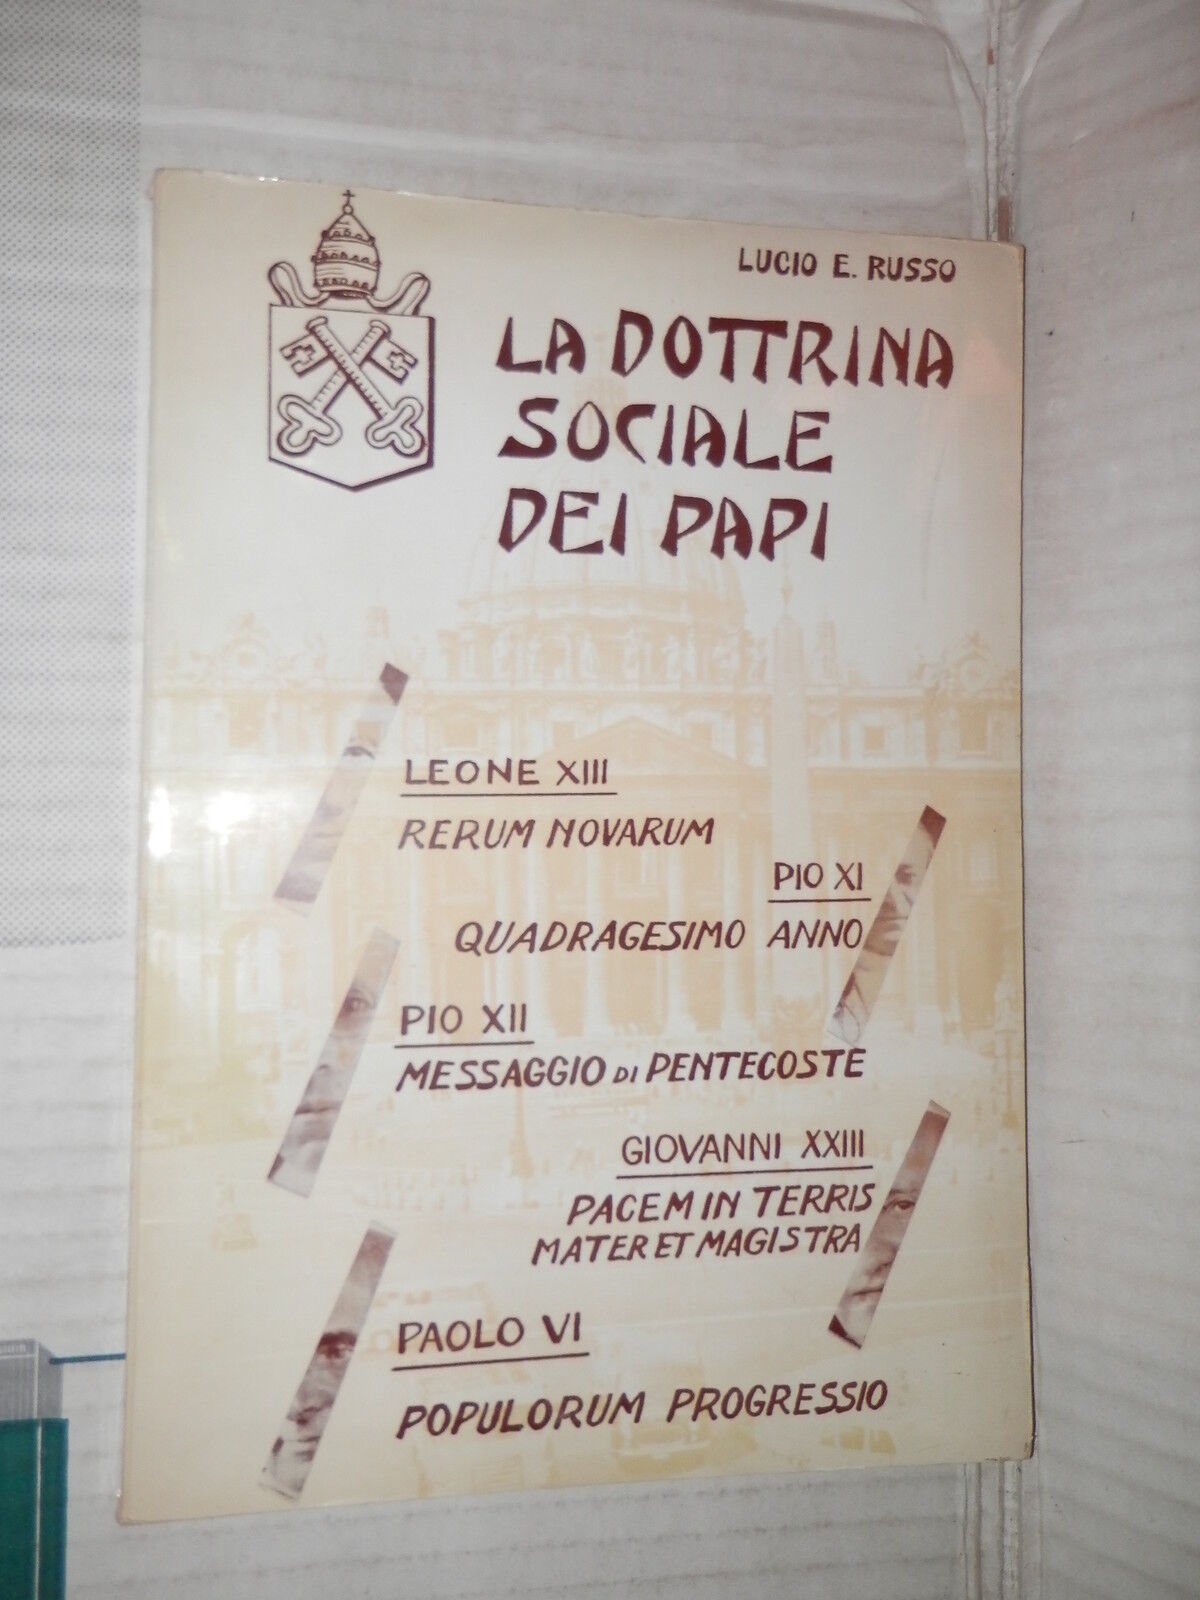 LUCIO E. RUSSO
LA DOTTRINA
SOCIALE
DEI PAPI
LEONE XIII
RERUM NOVARUM
PIO XI
QUADRAGESIMO ANNO
PIO XII
MESSAGGIO DI PENTECOSTE
GIOVANNI XXIII
PACEM IN TERRIS
MATER ET MAGISTRA
PAOLO VI
POPULORUM PROGRESSIO